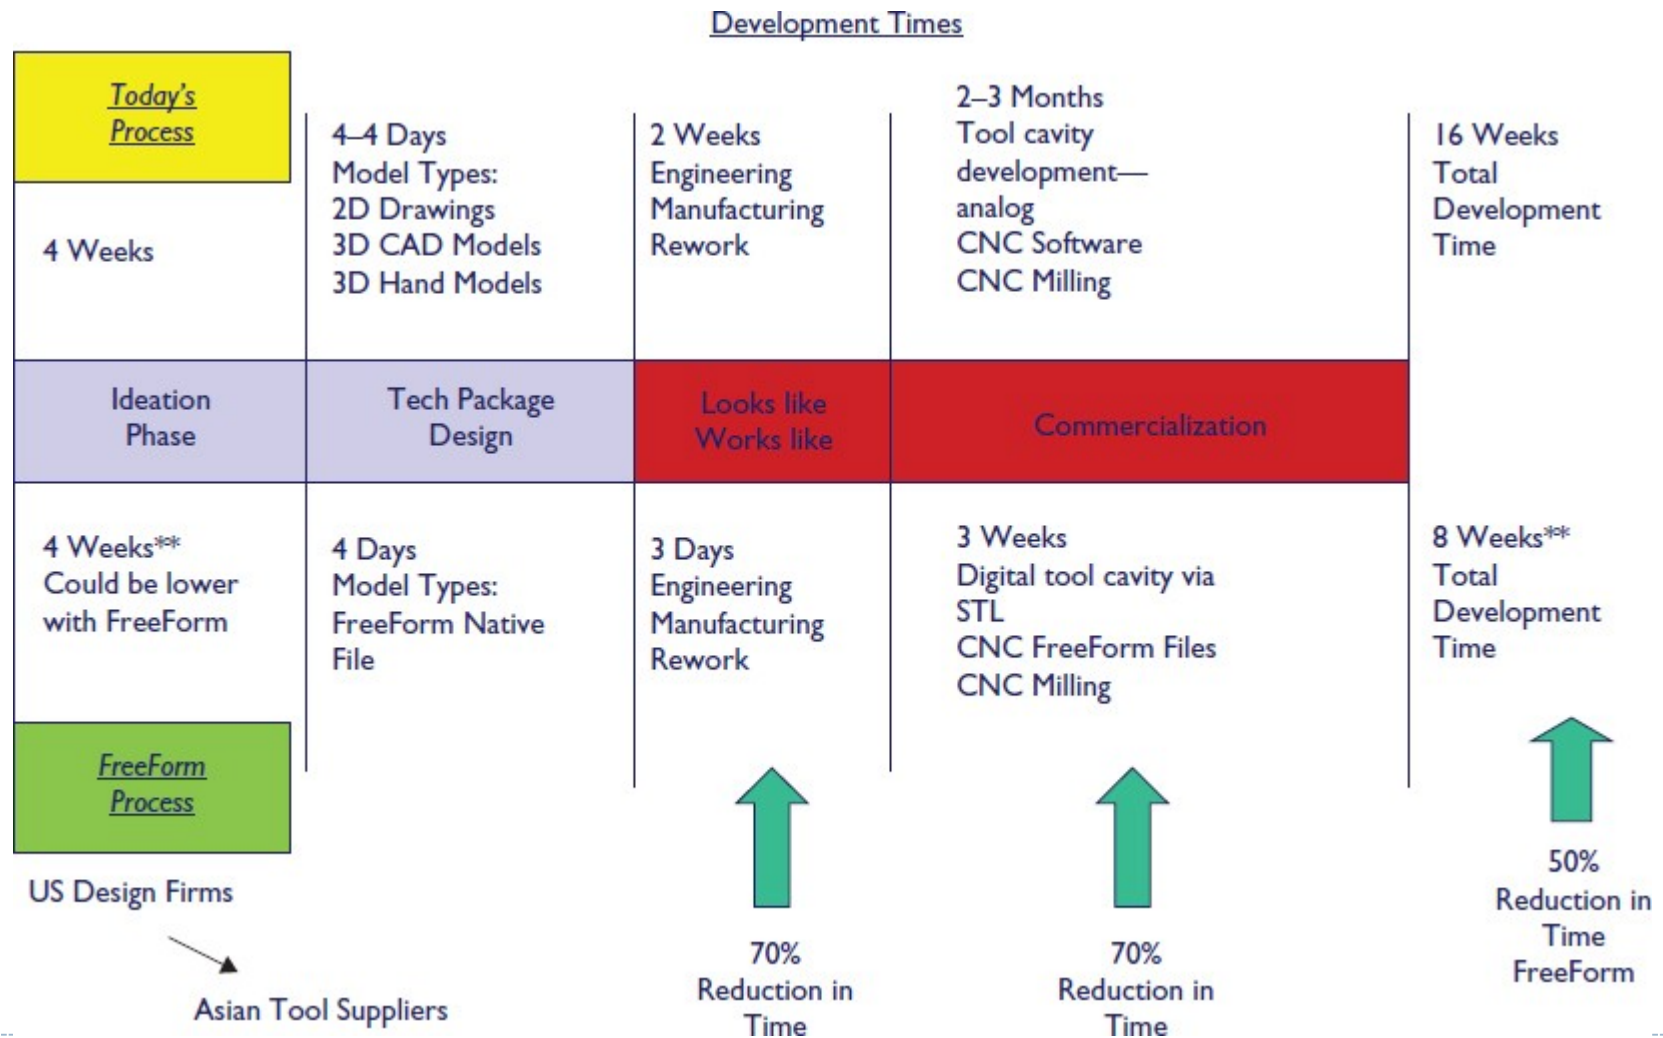 Development Times
Today's
Process
4 Weeks
4–4 Days
Model Types:
2D Drawings
3D CAD Models
3D Hand Models
2 Weeks
Engineering
Manufacturing
Rework
2–3 Months
Tool cavity
development—
analog
CNC Software
CNC Milling
16 Weeks
Total
Development
Time
Ideation
Phase
Tech Package
Design
Looks like
Works like
Commercialization
4 Weeks**
Could be lower
with FreeForm
4 Days
Model Types:
FreeForm Native
File
3 Days
Engineering
Manufacturing
Rework
3 Weeks
Digital tool cavity via
STL
CNC FreeForm Files
CNC Milling
8 Weeks**
Total
Development
Time
FreeForm
Process
US Design Firms
Asian Tool Suppliers
70%
Reduction in
Time
70%
Reduction in
Time
50%
Reduction in
Time
FreeForm